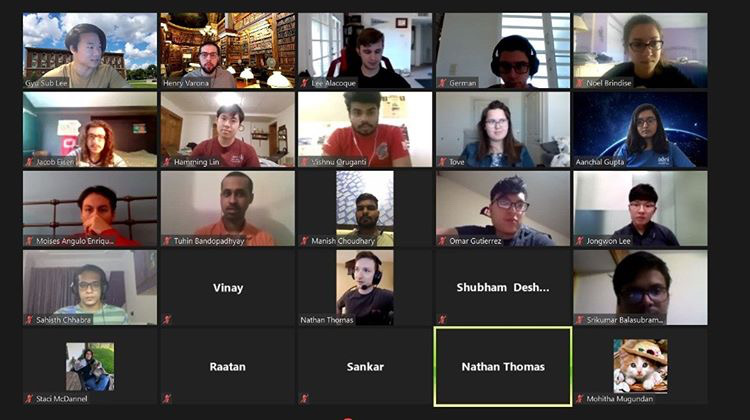 Gyu Sub Lee
Henry Varona
Lee Alacoque
German
Noel Brindise
Jacob Eisen
Hamming Lin
Vishnu Oruganti
Tove
Aanchal Gupta
Moises Angulo Enriqu...
Tuhin Bandopadhyay
Manish Choudhary
Omar Gutierrez
Jongwon Lee
Sahisth Chhabra
Vinay
Nathan Thomas
Shubham Desh...
Srikumar Balasubram...
Staci McDannel
Raatan
Sankar
Nathan Thomas
Mohitha Mugundan